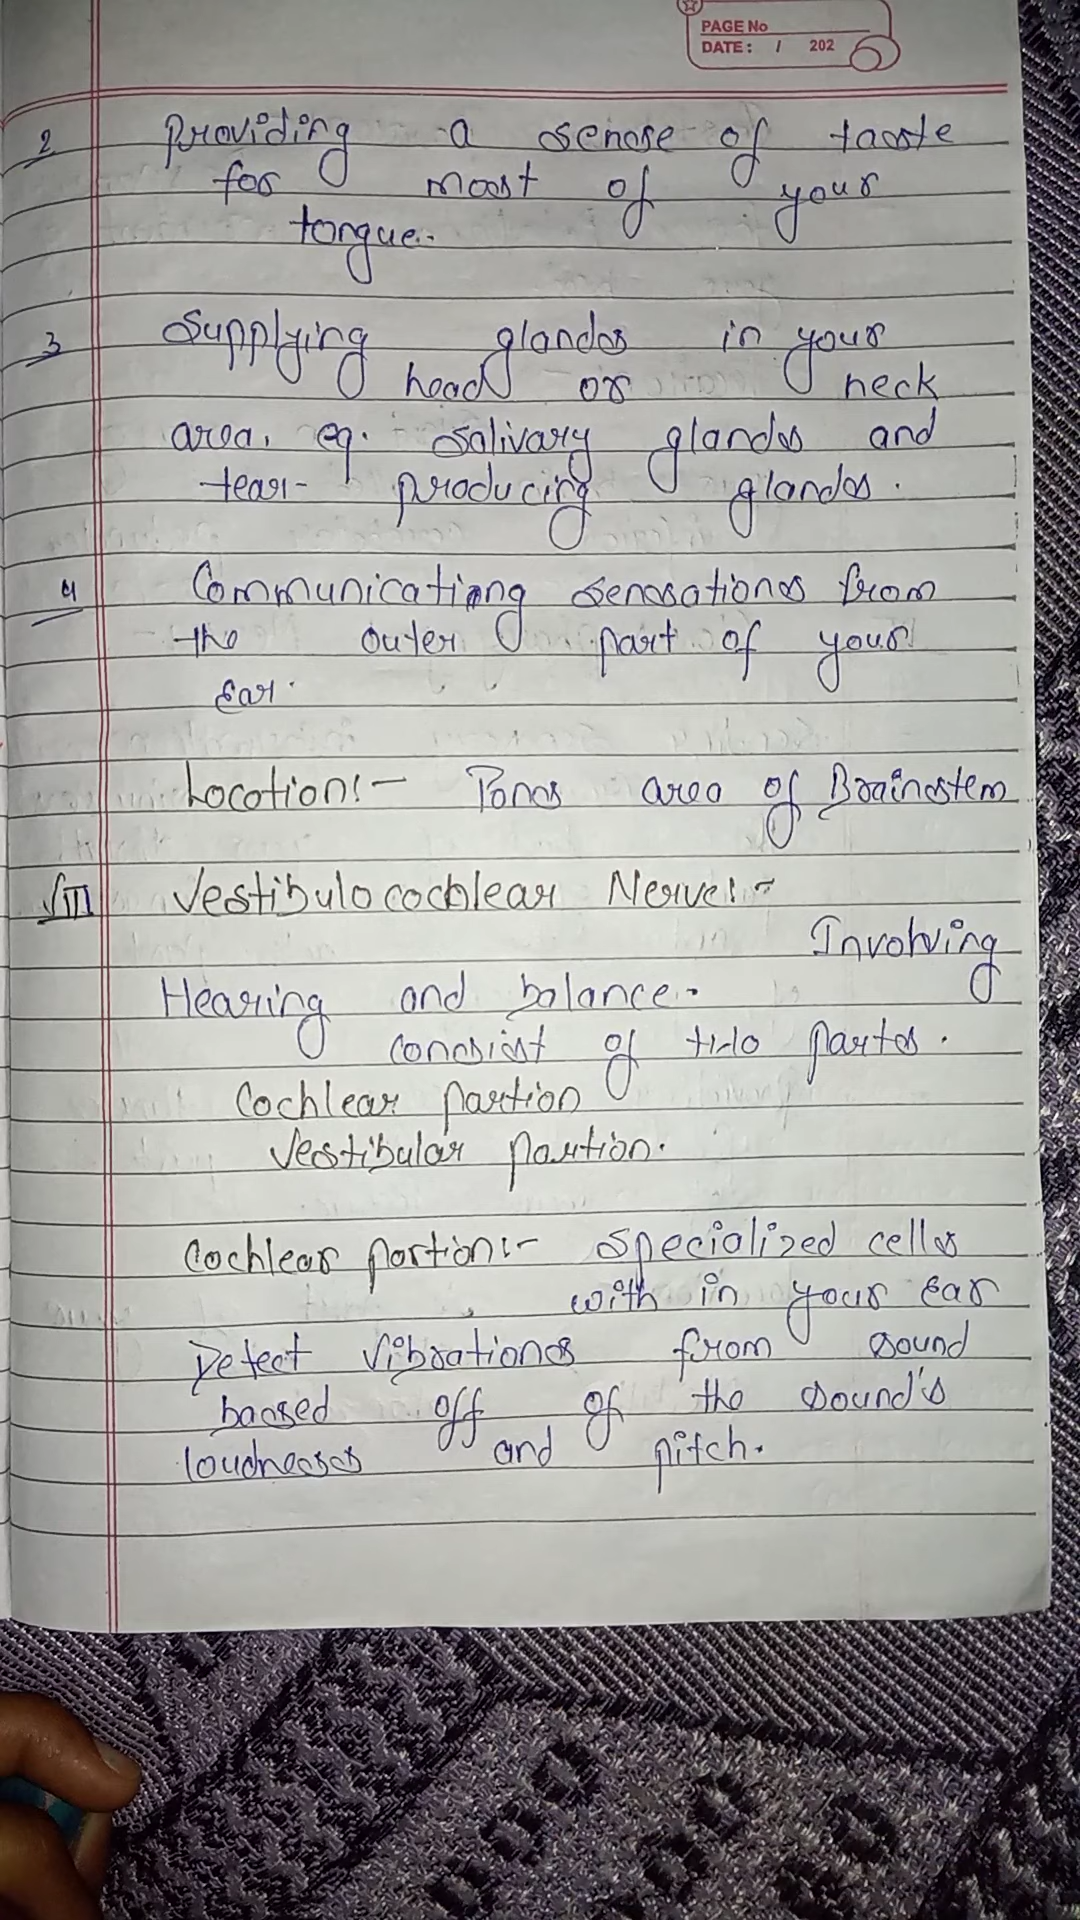 PAGE No
DATE: / 202
2 Providing a sense of taste
for most of your
tongue.
3 Supplying glands in your
head or neck
area, eg. salivary glands and
tear- producing glands.
4 Communicationg sensations from
the outer part of your
Ear.
Location:- Pons area of Brainstem
VIII Vestibulocochlear Nerve:-
Involving
Hearing and balance.
consist of two parts.
Cochlear partion
Vestibular partion.
Cochlear portion:- Specialized cells
with in your Ear
Detect vibrations from sound
based off of the sound's
loudness and pitch.